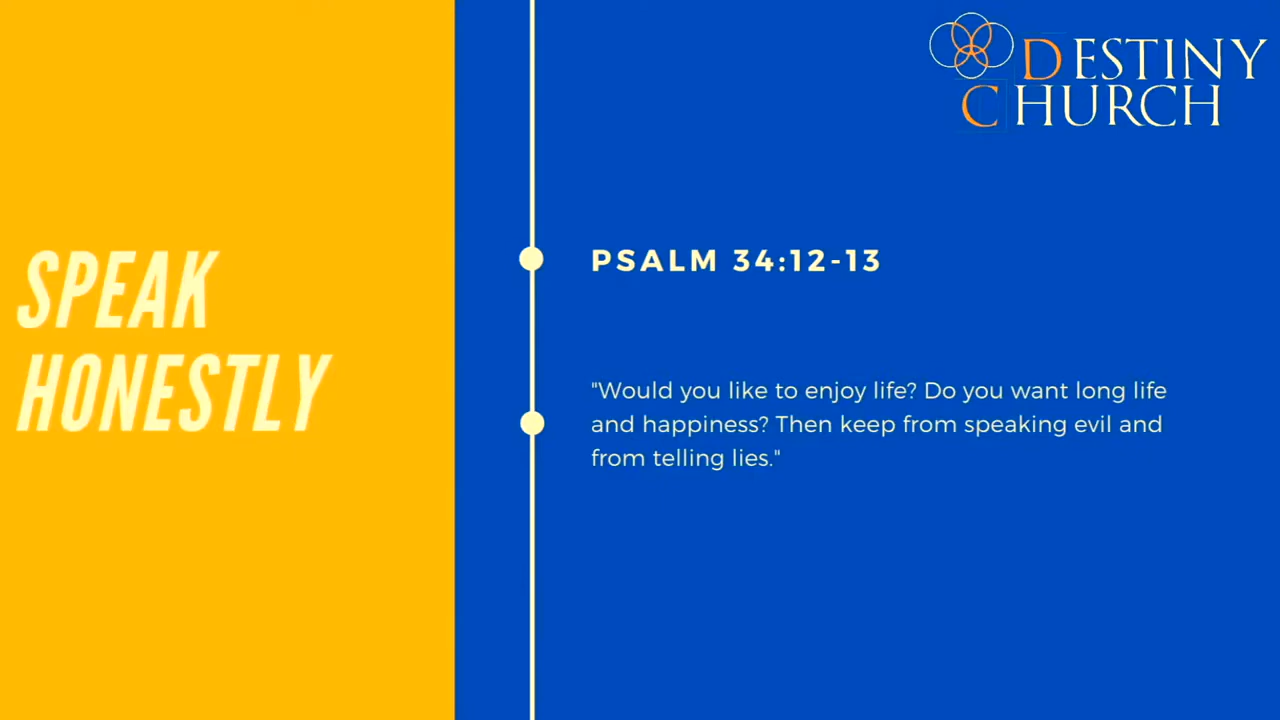 DESTINY
CHURCH
SPEAK
HONESTLY
PSALM 34:12-13
"Would you like to enjoy life? Do you want long life
and happiness? Then keep from speaking evil and
from telling lies."